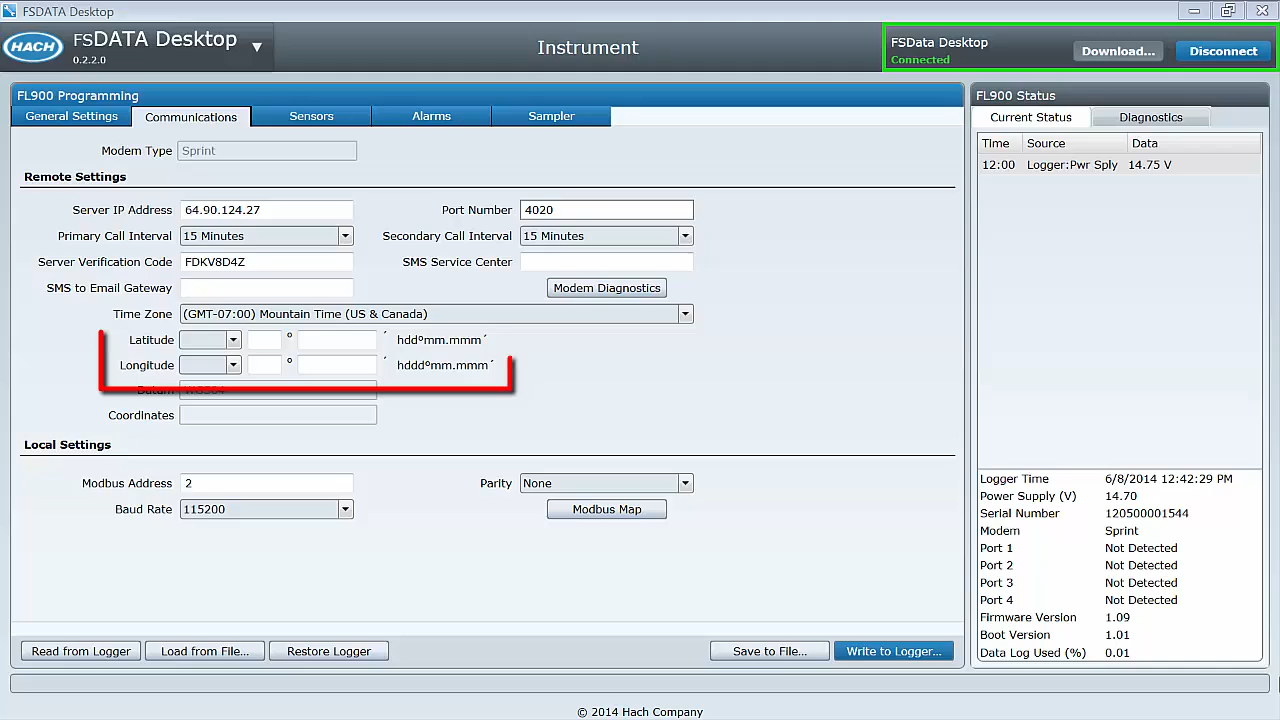 FSDATA Desktop
HACH FSDATA Desktop
0.2.2.0
Instrument
FSData Desktop
Connected
Download...
Disconnect
FL900 Programming
General Settings Communications Sensors Alarms Sampler
Modem Type Sprint
Remote Settings
Server IP Address 64.90.124.27 Port Number 4020
Primary Call Interval 15 Minutes Secondary Call Interval 15 Minutes
Server Verification Code FDKV8D4Z SMS Service Center
SMS to Email Gateway Modem Diagnostics
Time Zone (GMT-07:00) Mountain Time (US & Canada)
Latitude º ´ hddºmm.mmm´
Longitude º ´ hdddºmm.mmm´
Datum WGS84
Coordinates
Local Settings
Modbus Address 2 Parity None
Baud Rate 115200 Modbus Map
Read from Logger Load from File... Restore Logger Save to File... Write to Logger...
FL900 Status
Current Status Diagnostics
Time Source Data
12:00 Logger:Pwr Sply 14.75 V
Logger Time 6/8/2014 12:42:29 PM
Power Supply (V) 14.70
Serial Number 120500001544
Modem Sprint
Port 1 Not Detected
Port 2 Not Detected
Port 3 Not Detected
Port 4 Not Detected
Firmware Version 1.09
Boot Version 1.01
Data Log Used (%) 0.01
© 2014 Hach Company